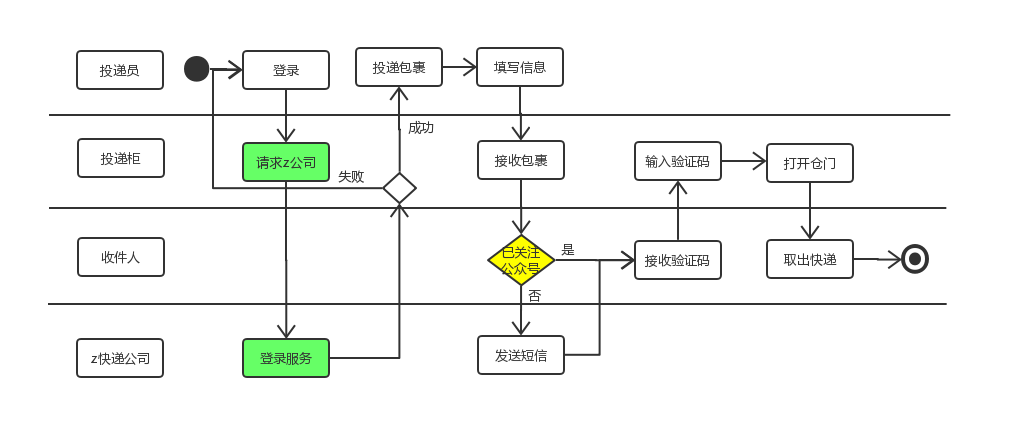 投递员
登录
投递包裹
填写信息
成功
投递柜
请求z公司
失败
接收包裹
输入验证码
打开仓门
收件人
已关注
公众号
是
接收验证码
取出快递
否
z快递公司
登录服务
发送短信